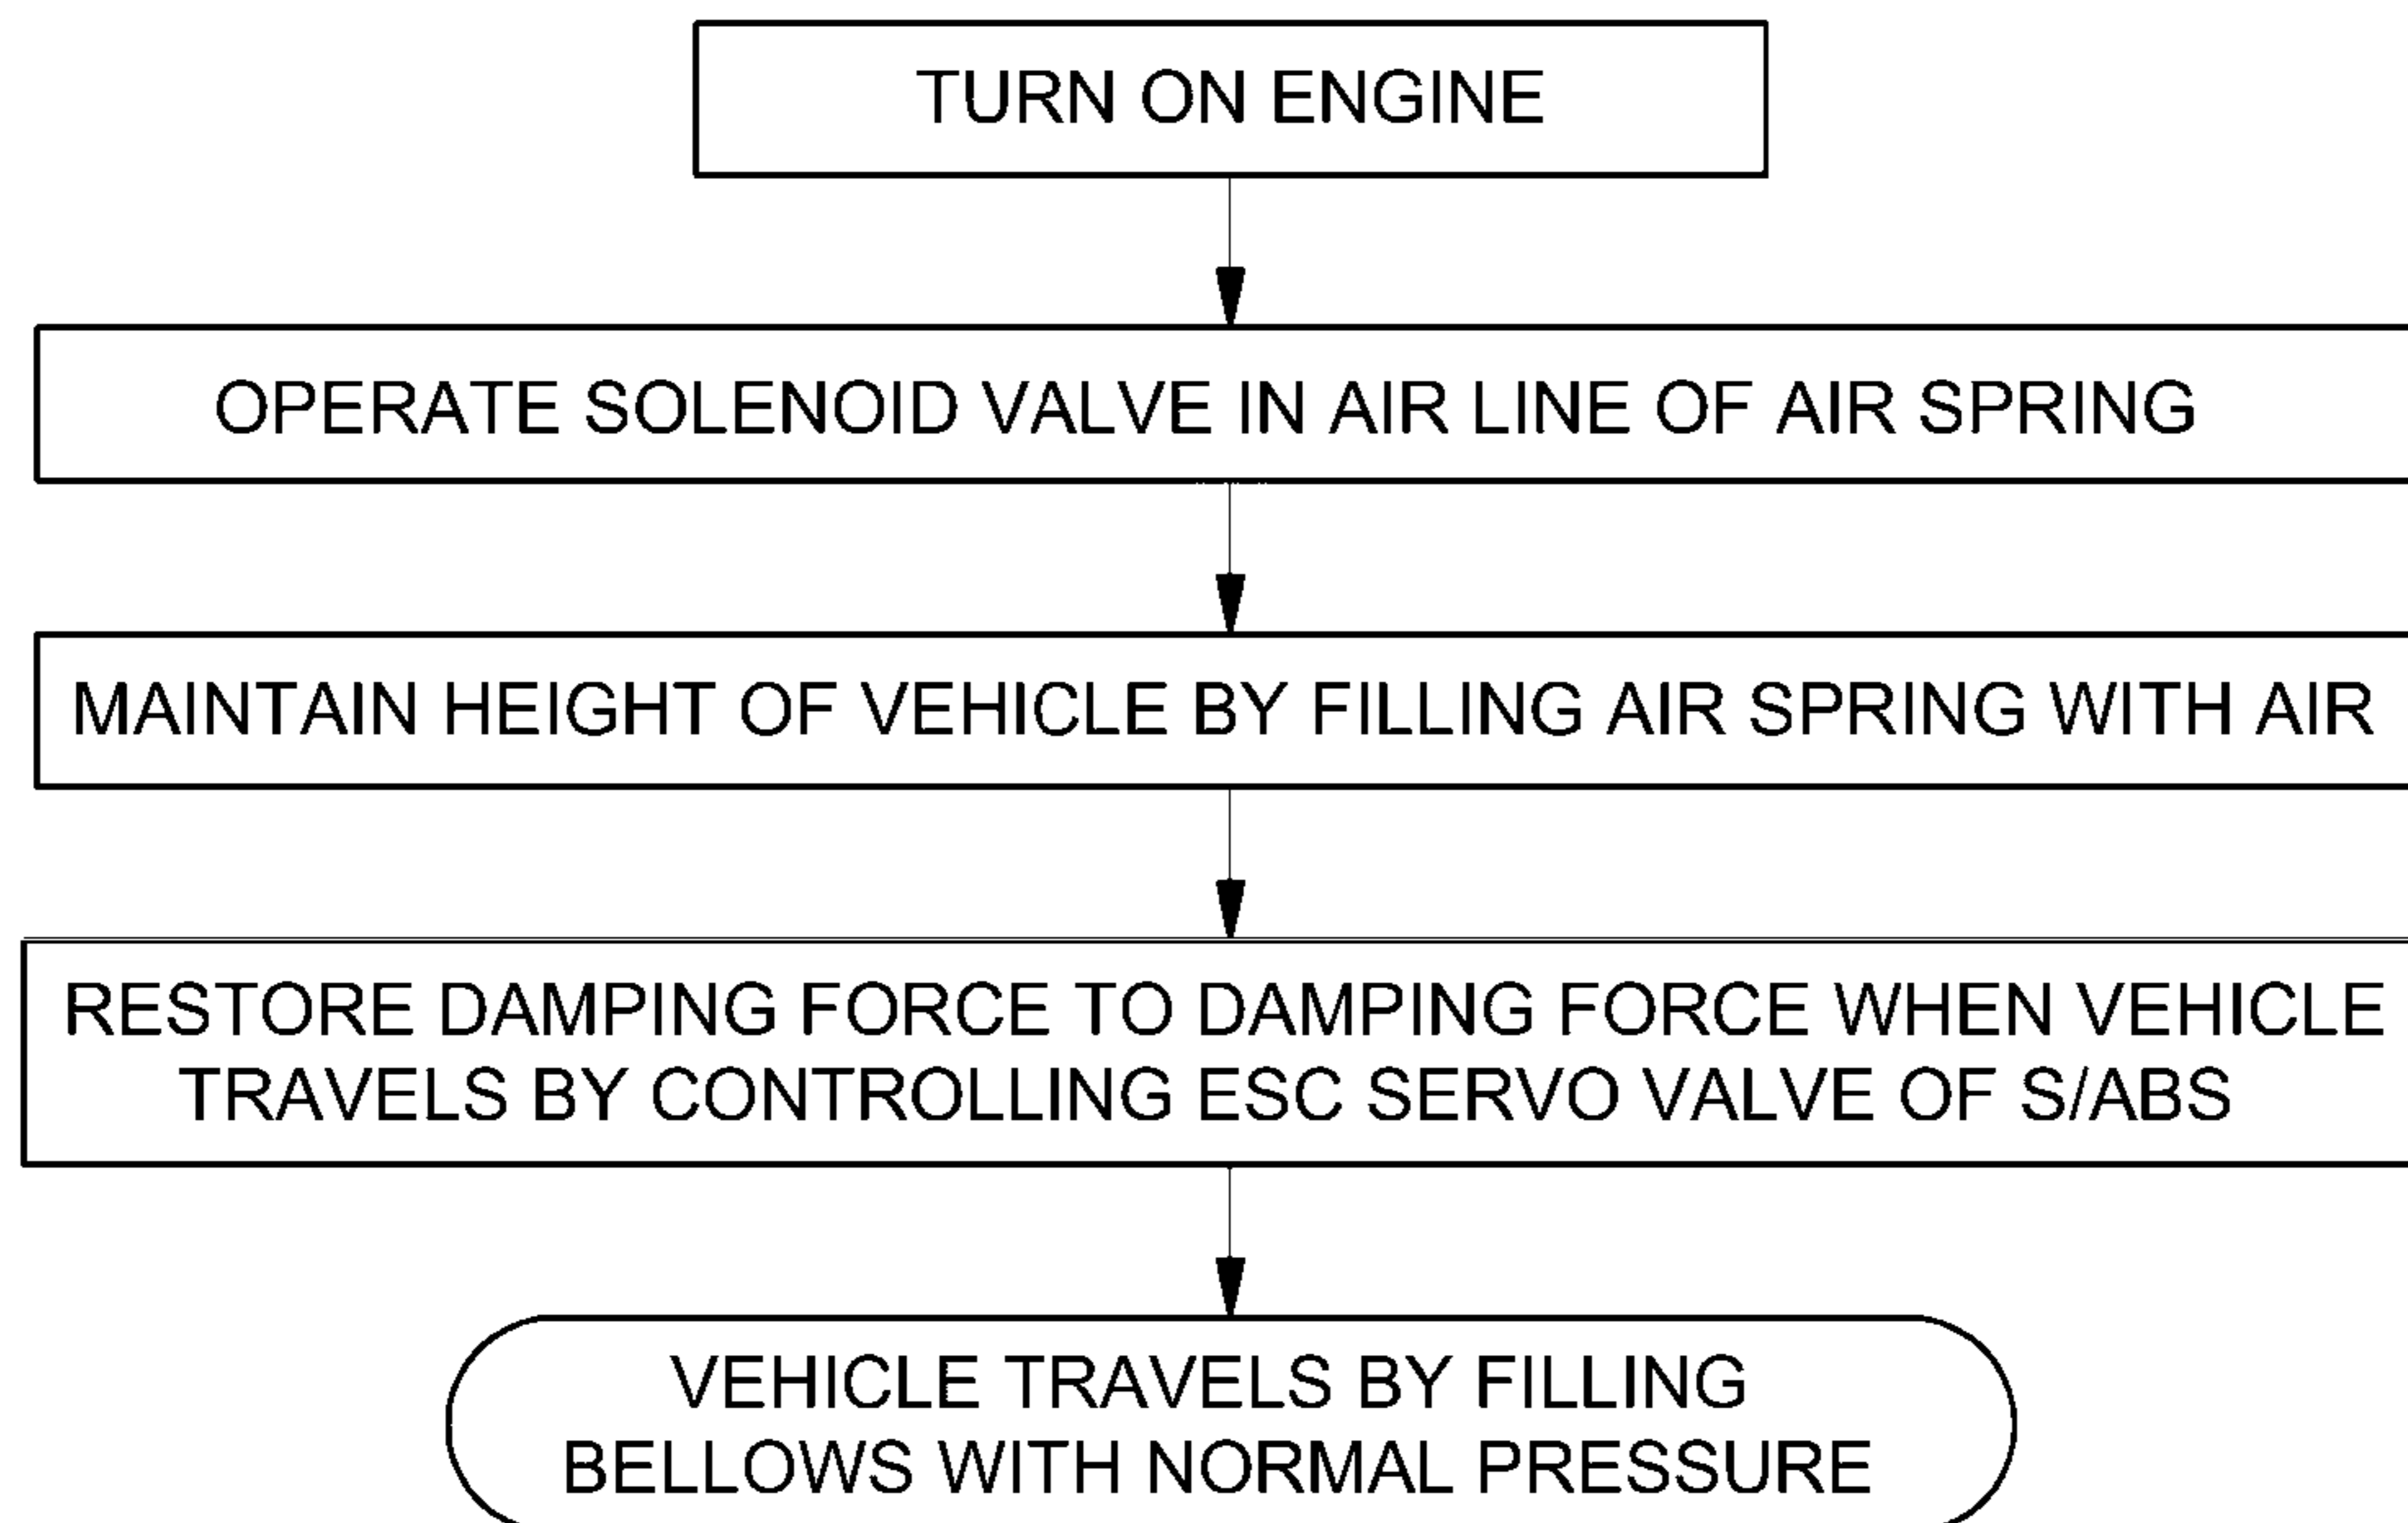 TURN ON ENGINE
OPERATE SOLENOID VALVE IN AIR LINE OF AIR SPRING
MAINTAIN HEIGHT OF VEHICLE BY FILLING AIR SPRING WITH AIR
RESTORE DAMPING FORCE TO DAMPING FORCE WHEN VEHICLE
TRAVELS BY CONTROLLING ESC SERVO VALVE OF S/ABS
VEHICLE TRAVELS BY FILLING
BELLOWS WITH NORMAL PRESSURE